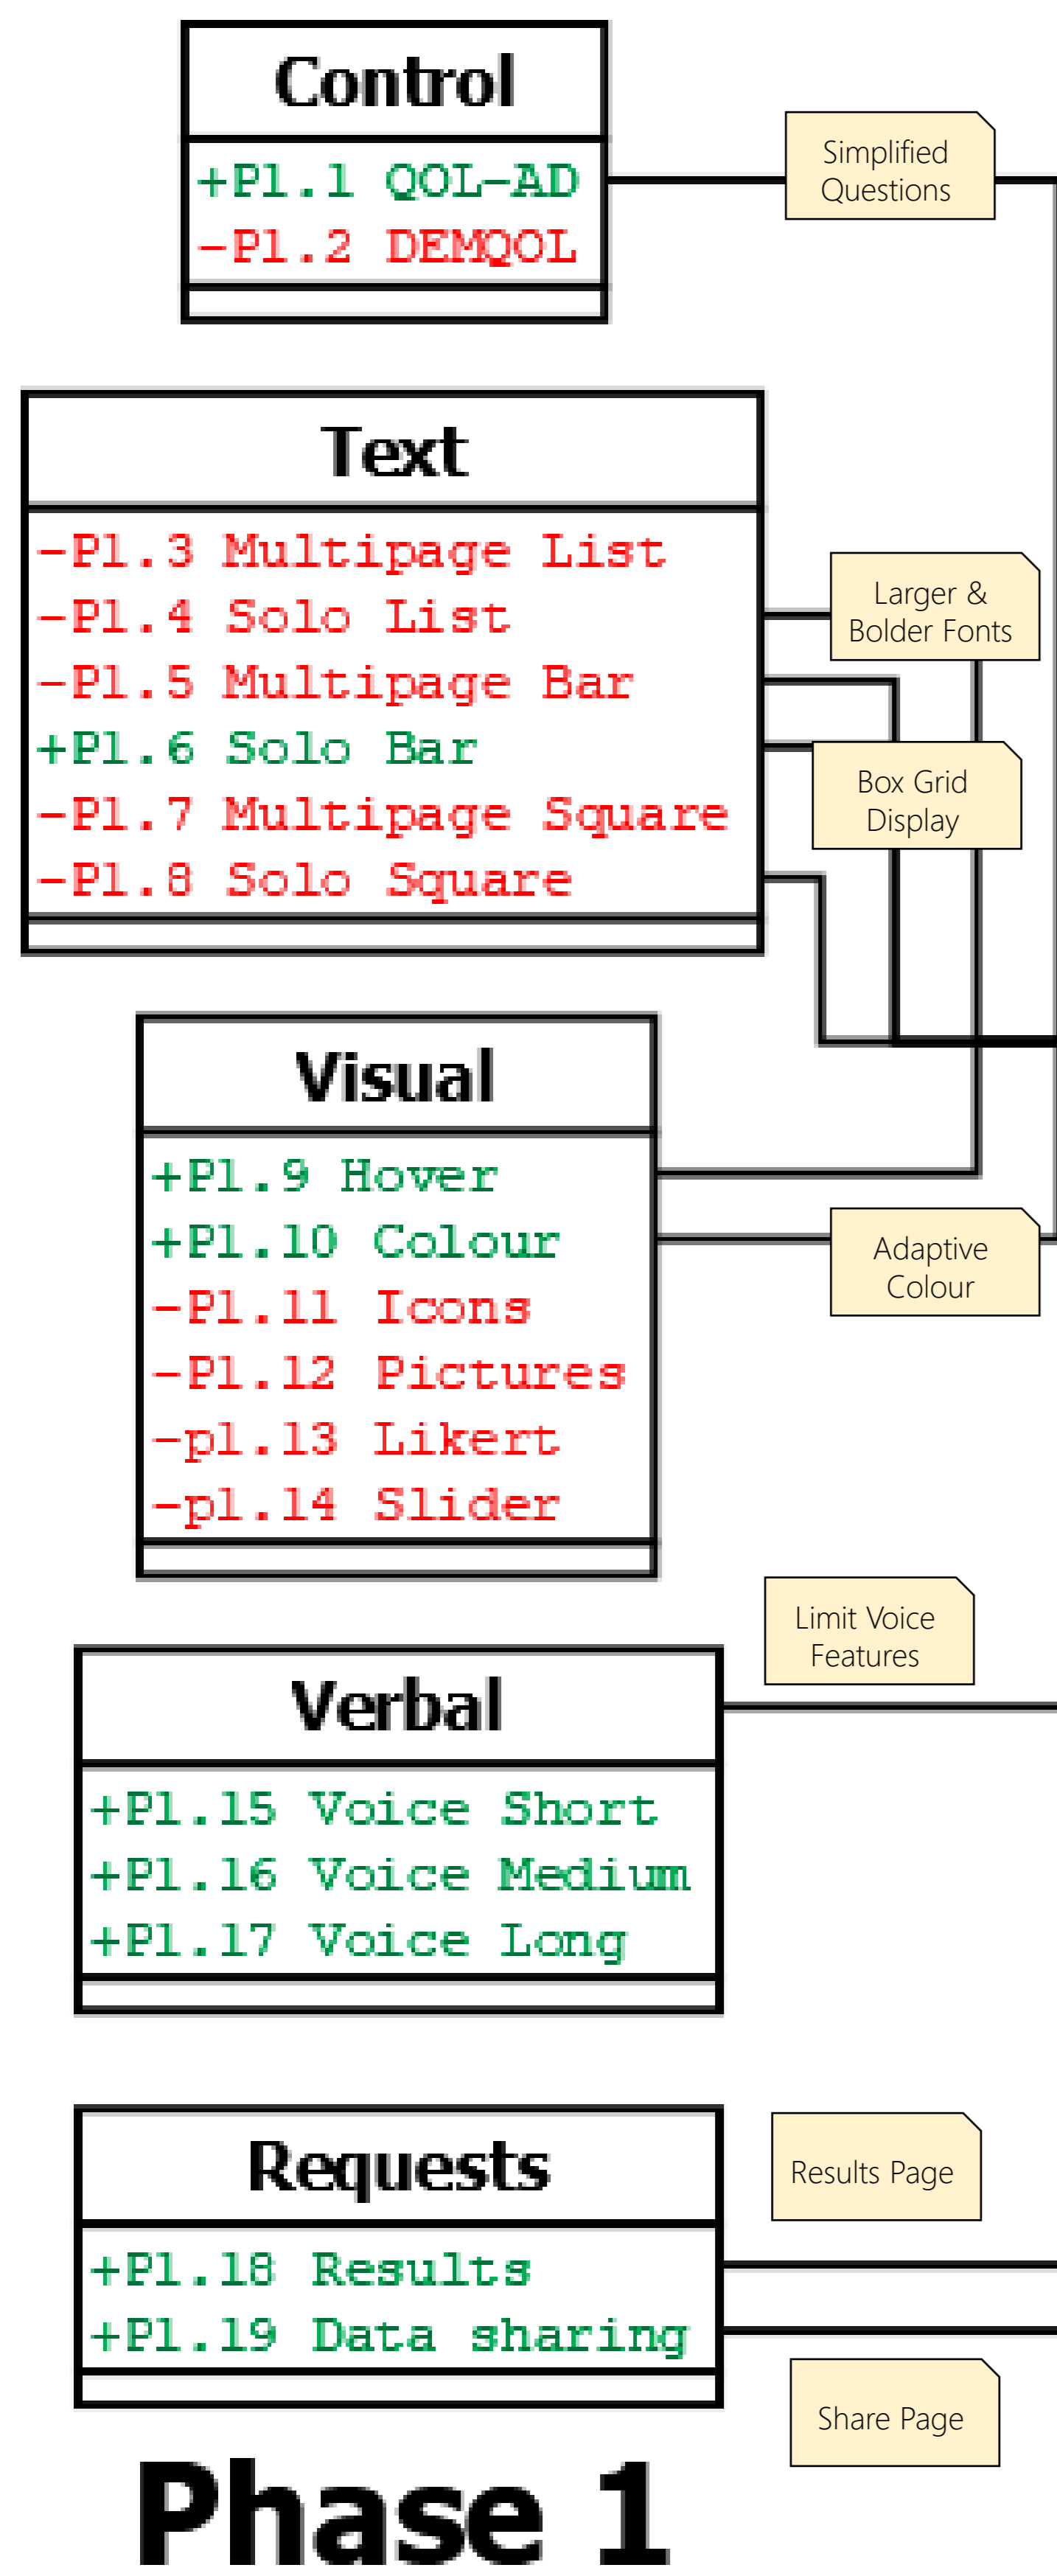 Control
+P1.1 QOL-AD
-P1.2 DEMQOL
Simplified
Questions
Text
-P1.3 Multipage List
-P1.4 Solo List
-P1.5 Multipage Bar
+P1.6 Solo Bar
-P1.7 Multipage Square
-P1.8 Solo Square
Larger &
Bolder Fonts
Box Grid
Display
Visual
+P1.9 Hover
+P1.10 Colour
-P1.11 Icons
-P1.12 Pictures
-p1.13 Likert
-p1.14 Slider
Adaptive
Colour
Limit Voice
Features
Verbal
+P1.15 Voice Short
+P1.16 Voice Medium
+P1.17 Voice Long
Requests
+P1.18 Results
+P1.19 Data sharing
Results Page
Share Page
Phase 1